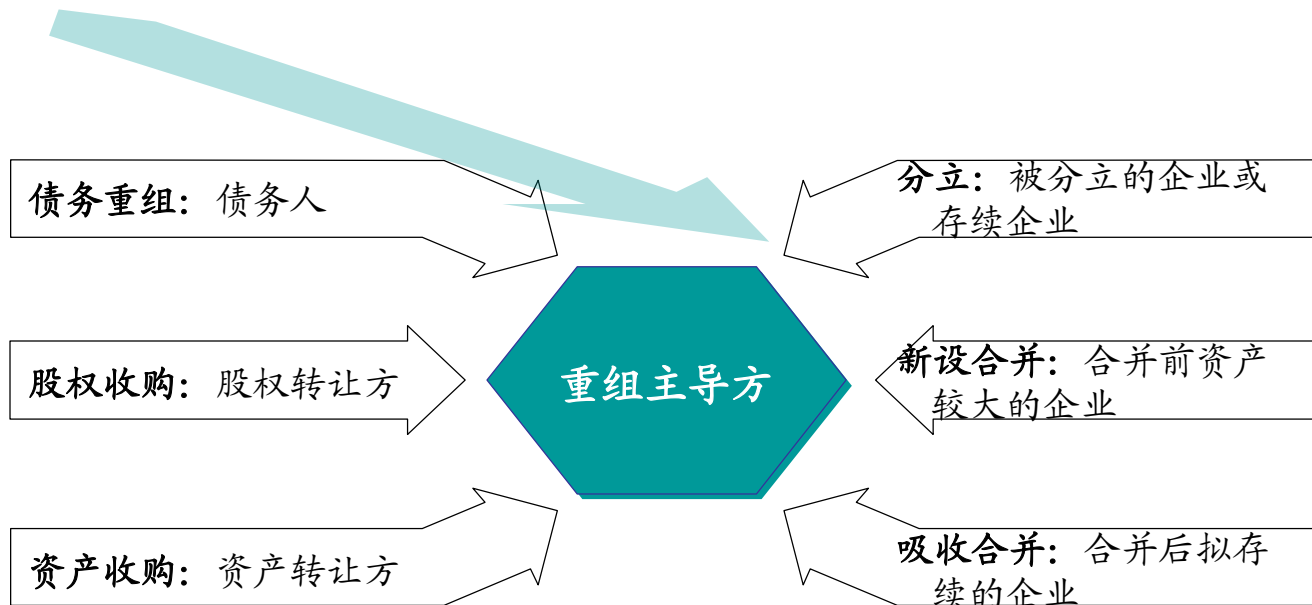 债务重组：债务人
股权收购：股权转让方
资产收购：资产转让方
重组主导方
分立：被分立的企业或
存续企业
新设合并：合并前资产
较大的企业
吸收合并：合并后拟存
续的企业